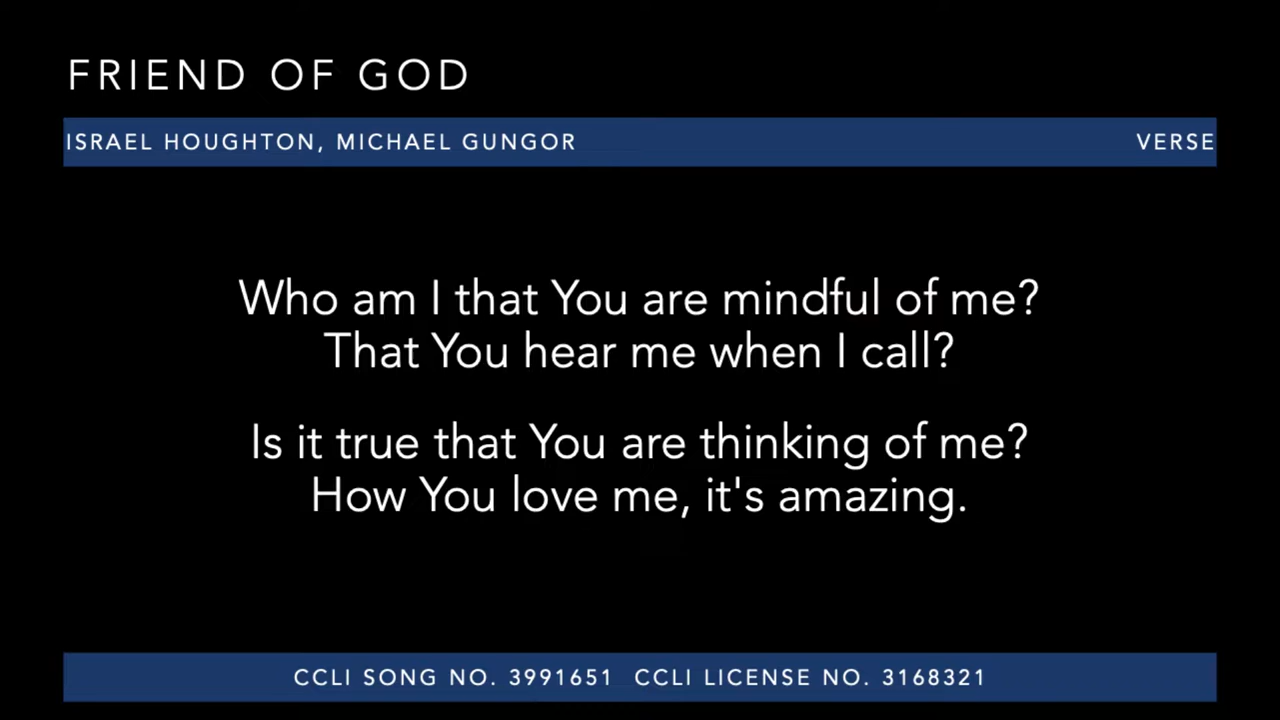 FRIEND OF GOD
ISRAEL HOUGHTON, MICHAEL GUNGOR VERSE
Who am I that You are mindful of me?
That You hear me when I call?
Is it true that You are thinking of me?
How You love me, it's amazing.
CCLI SONG NO. 3991651 CCLI LICENSE NO. 3168321